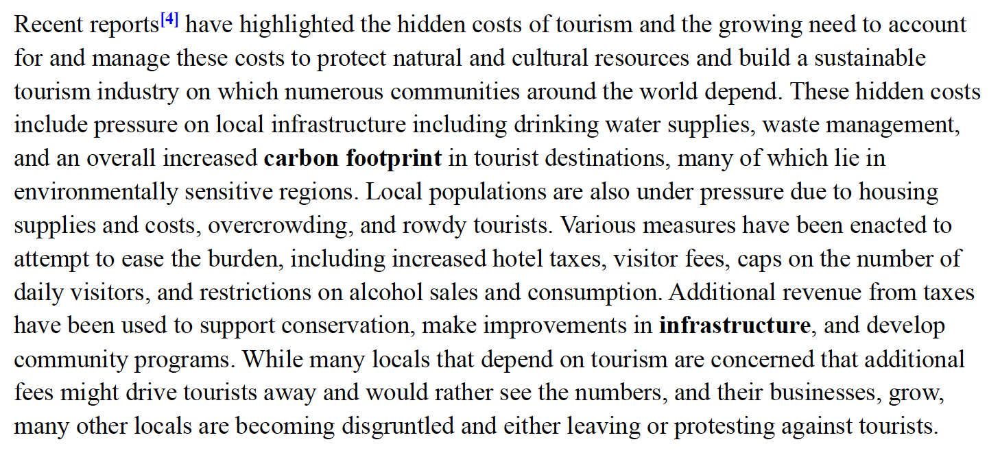 Recent reports[4] have highlighted the hidden costs of tourism and the growing need to account
for and manage these costs to protect natural and cultural resources and build a sustainable
tourism industry on which numerous communities around the world depend. These hidden costs
include pressure on local infrastructure including drinking water supplies, waste management,
and an overall increased carbon footprint in tourist destinations, many of which lie in
environmentally sensitive regions. Local populations are also under pressure due to housing
supplies and costs, overcrowding, and rowdy tourists. Various measures have been enacted to
attempt to ease the burden, including increased hotel taxes, visitor fees, caps on the number of
daily visitors, and restrictions on alcohol sales and consumption. Additional revenue from taxes
have been used to support conservation, make improvements in infrastructure, and develop
community programs. While many locals that depend on tourism are concerned that additional
fees might drive tourists away and would rather see the numbers, and their businesses, grow,
many other locals are becoming disgruntled and either leaving or protesting against tourists.